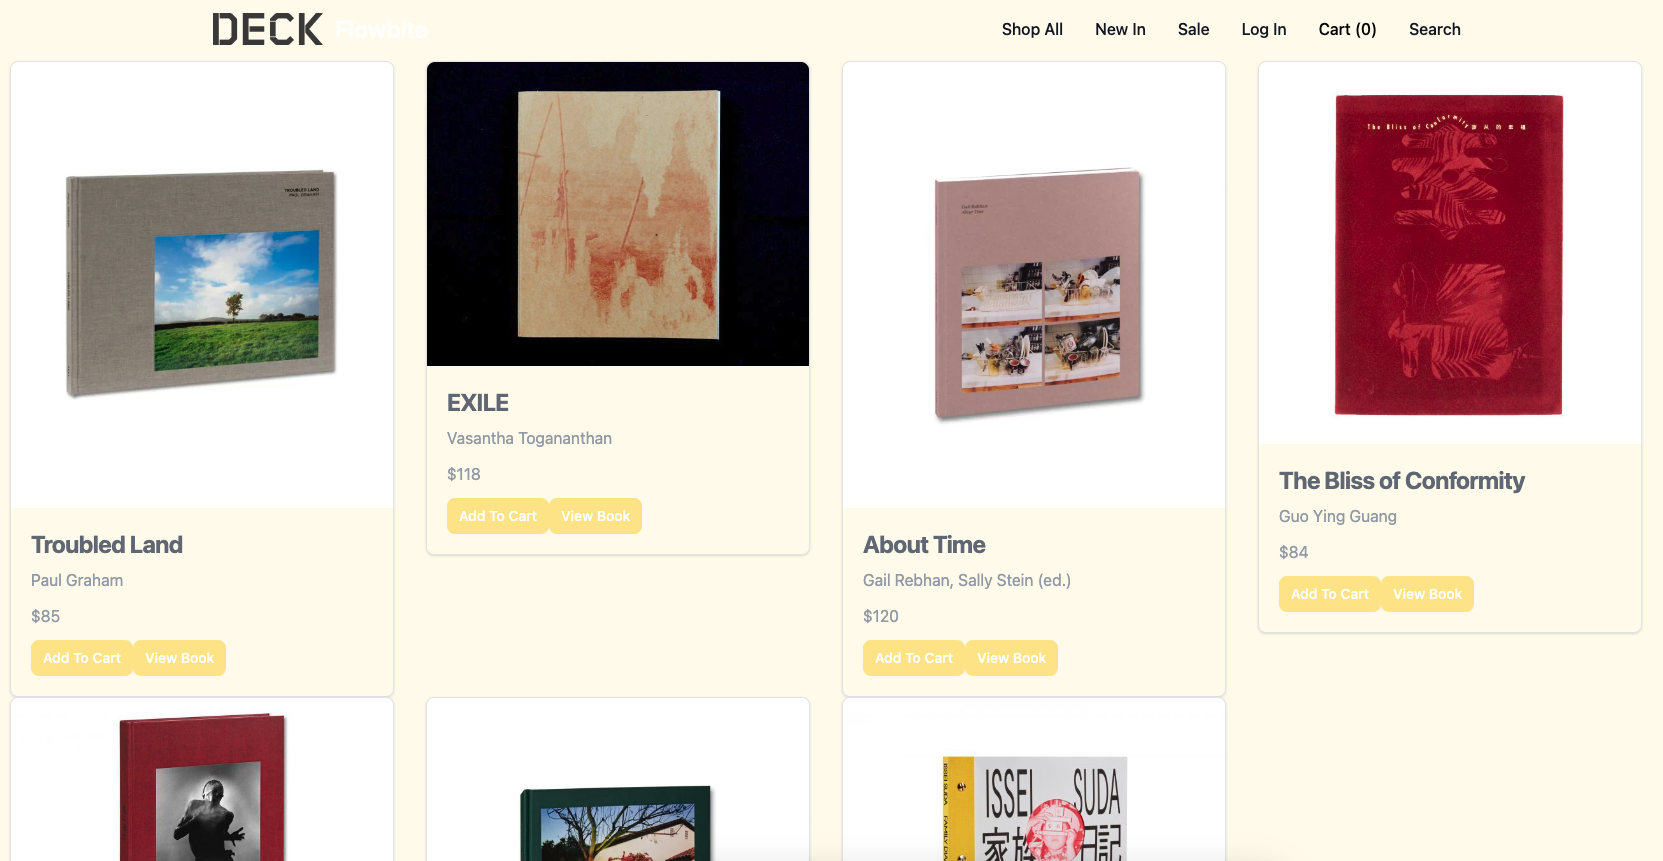 DECK Flowbite
Shop All New In Sale Log In Cart (0) Search
TROUBLED LAND
PAUL GRAHAM
Troubled Land
Paul Graham
$85
Add To Cart View Book
EXILE
Vasantha Togananthan
$118
Add To Cart View Book
Gail Rebhan
About Time
About Time
Gail Rebhan, Sally Stein (ed.)
$120
Add To Cart View Book
The Bliss of Conformity
The Bliss of Conformity
Guo Ying Guang
$84
Add To Cart View Book
ISSEI SUDA
家族日記
ISSEI SUDA